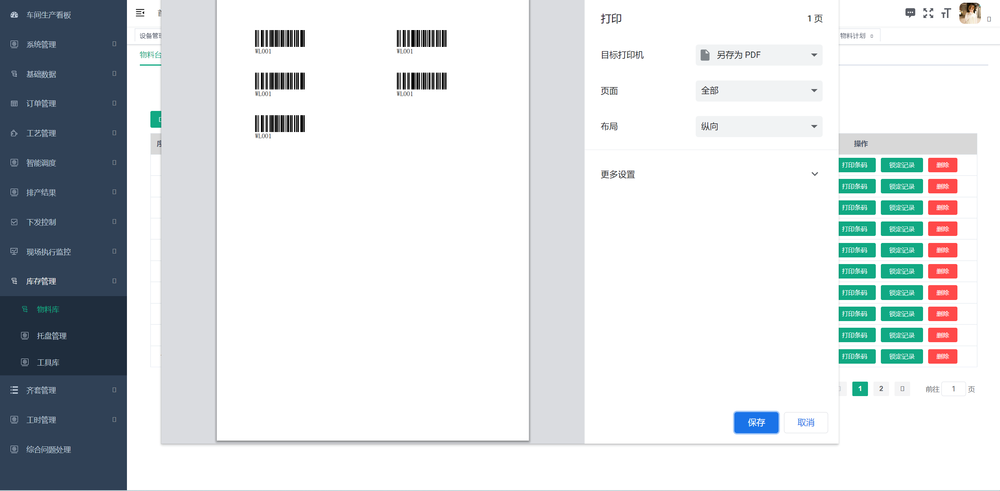 车间生产看板
系统管理
基础数据
订单管理
工艺管理
智能调度
排产结果
下发控制
现场执行监控
库存管理
物料库
托盘管理
工具库
齐套管理
工时管理
综合问题处理
设备管理
物料计划
物料台
WL001 WL001
WL001 WL001
WL001
打印 1 页
目标打印机 另存为 PDF
页面 全部
布局 纵向
更多设置
保存 取消
操作
打印条码 锁定记录 删除
打印条码 锁定记录 删除
打印条码 锁定记录 删除
打印条码 锁定记录 删除
打印条码 锁定记录 删除
打印条码 锁定记录 删除
打印条码 锁定记录 删除
打印条码 锁定记录 删除
打印条码 锁定记录 删除
打印条码 锁定记录 删除
1 2 前往 1 页